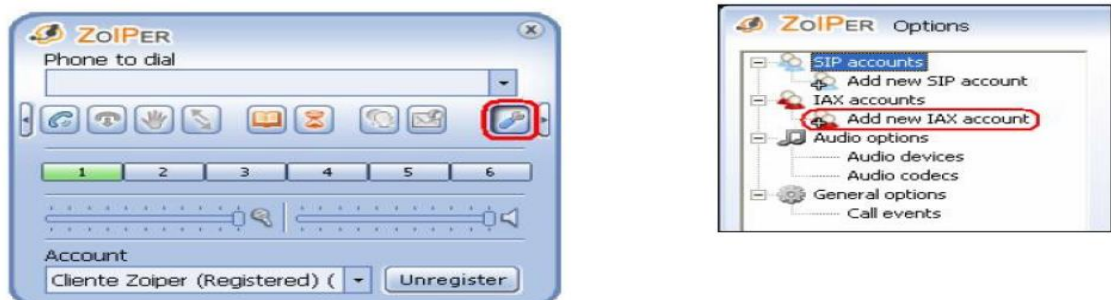 ZOIPER
Phone to dial
1 2 3 4 5 6
Account
Cliente Zoiper (Registered) (
Unregister
ZOIPER Options
SIP accounts
Add new SIP account
IAX accounts
Add new IAX account
Audio options
Audio devices
Audio codecs
General options
Call events